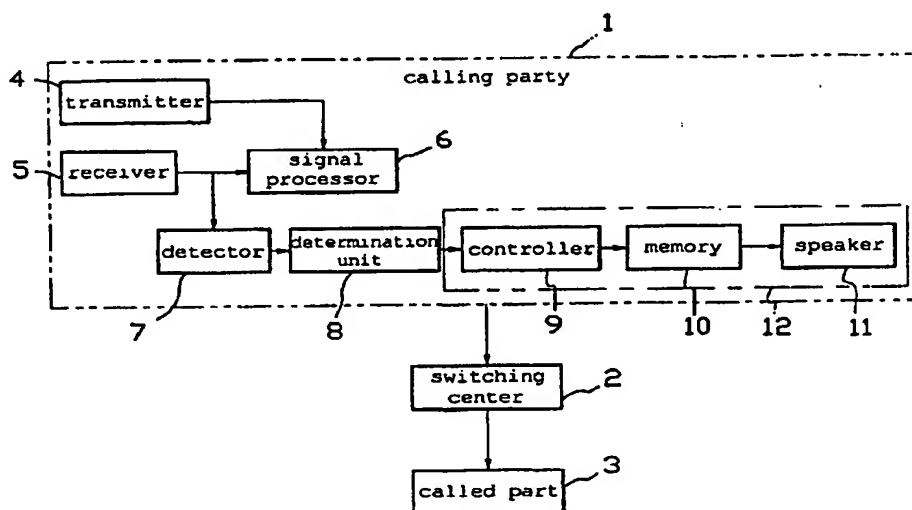 1
calling party
4
transmitter
6
5
receiver
signal
processor
detector
determination
unit
controller
memory
speaker
7
8
9
10
12
11
switching
center
2
called part
3